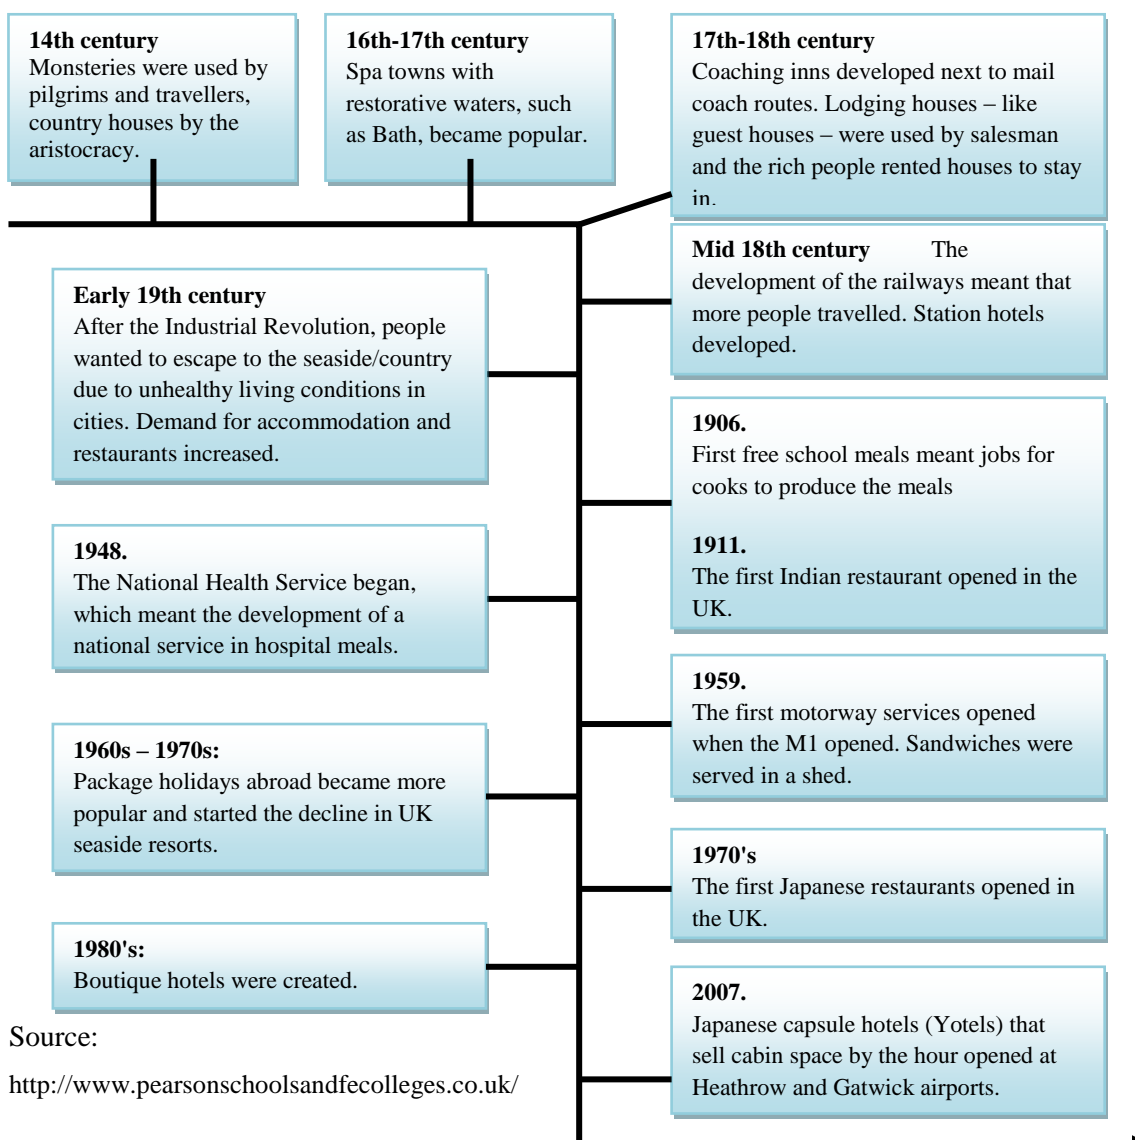 14th century
Monsteries were used by
pilgrims and travellers,
country houses by the
aristocracy.
16th-17th century
Spa towns with
restorative waters, such
as Bath, became popular.
17th-18th century
Coaching inns developed next to mail
coach routes. Lodging houses – like
guest houses – were used by salesman
and the rich people rented houses to stay
in.
Mid 18th century The
development of the railways meant that
more people travelled. Station hotels
developed.
Early 19th century
After the Industrial Revolution, people
wanted to escape to the seaside/country
due to unhealthy living conditions in
cities. Demand for accommodation and
restaurants increased.
1906.
First free school meals meant jobs for
cooks to produce the meals
1911.
The first Indian restaurant opened in the
UK.
1948.
The National Health Service began,
which meant the development of a
national service in hospital meals.
1959.
The first motorway services opened
when the M1 opened. Sandwiches were
served in a shed.
1960s – 1970s:
Package holidays abroad became more
popular and started the decline in UK
seaside resorts.
1970's
The first Japanese restaurants opened in
the UK.
1980's:
Boutique hotels were created.
2007.
Japanese capsule hotels (Yotels) that
sell cabin space by the hour opened at
Heathrow and Gatwick airports.
Source:
http://www.pearsonschoolsandfecolleges.co.uk/